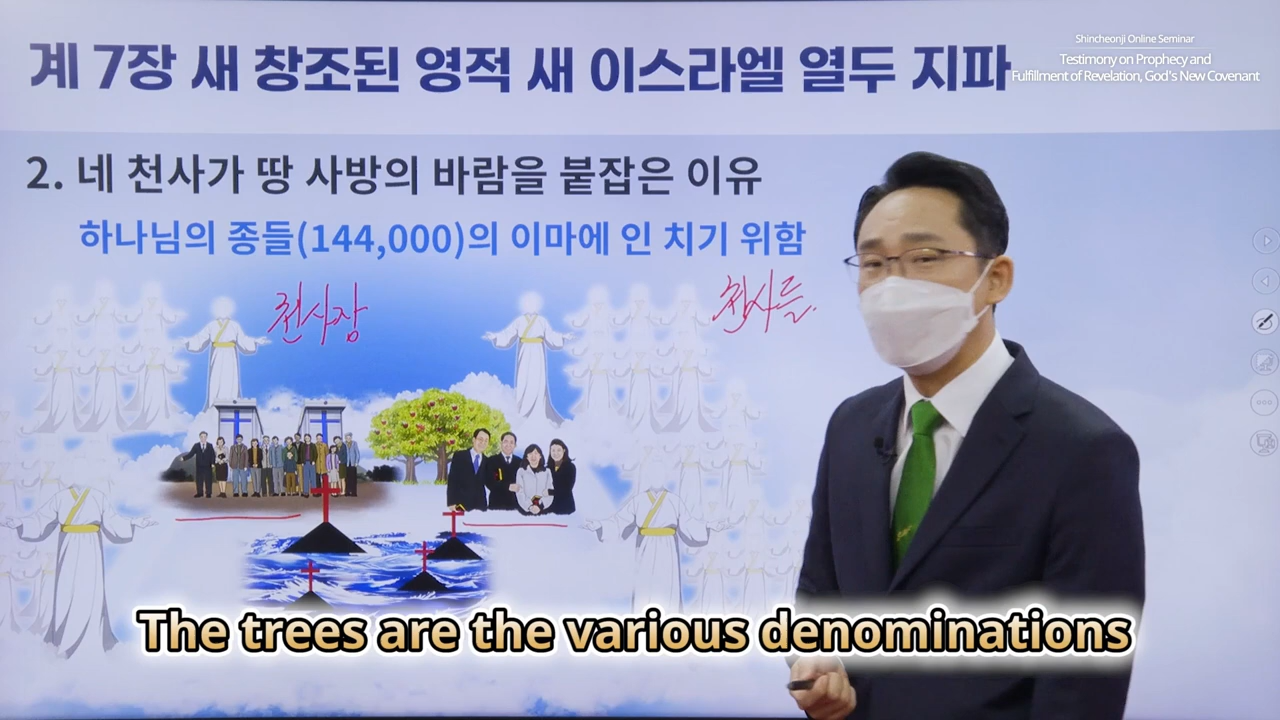 계 7장 새 창조된 영적 새 이스라엘 열두 지파
Shincheonji Online Seminar
Testimony on Prophecy and
Fulfillment of Revelation, God's New Covenant
2. 네 천사가 땅 사방의 바람을 붙잡은 이유
하나님의 종들(144,000)의 이마에 인 치기 위함
천사장
천사들.
The trees are the various denominations